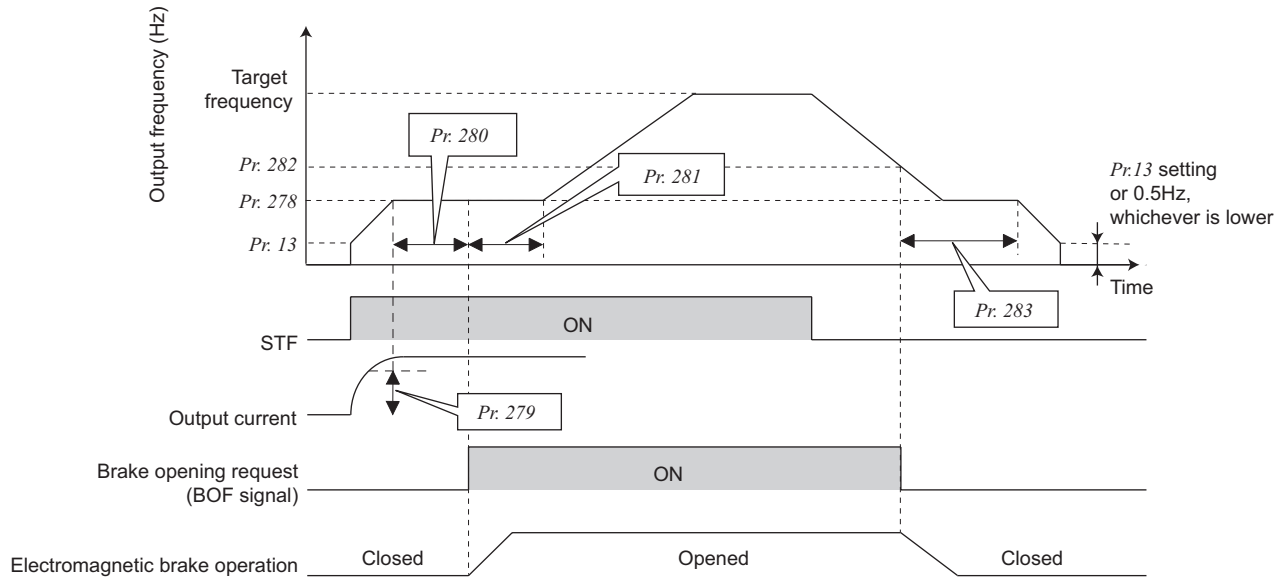 Output frequency (Hz)
Target
frequency
Pr. 280
Pr. 282
Pr. 281
Pr. 278
Pr.13 setting
or 0.5Hz,
whichever is lower
Pr. 13
Time
Pr. 283
STF
ON
Output current
Pr. 279
Brake opening request
(BOF signal)
ON
Electromagnetic brake operation
Closed
Opened
Closed